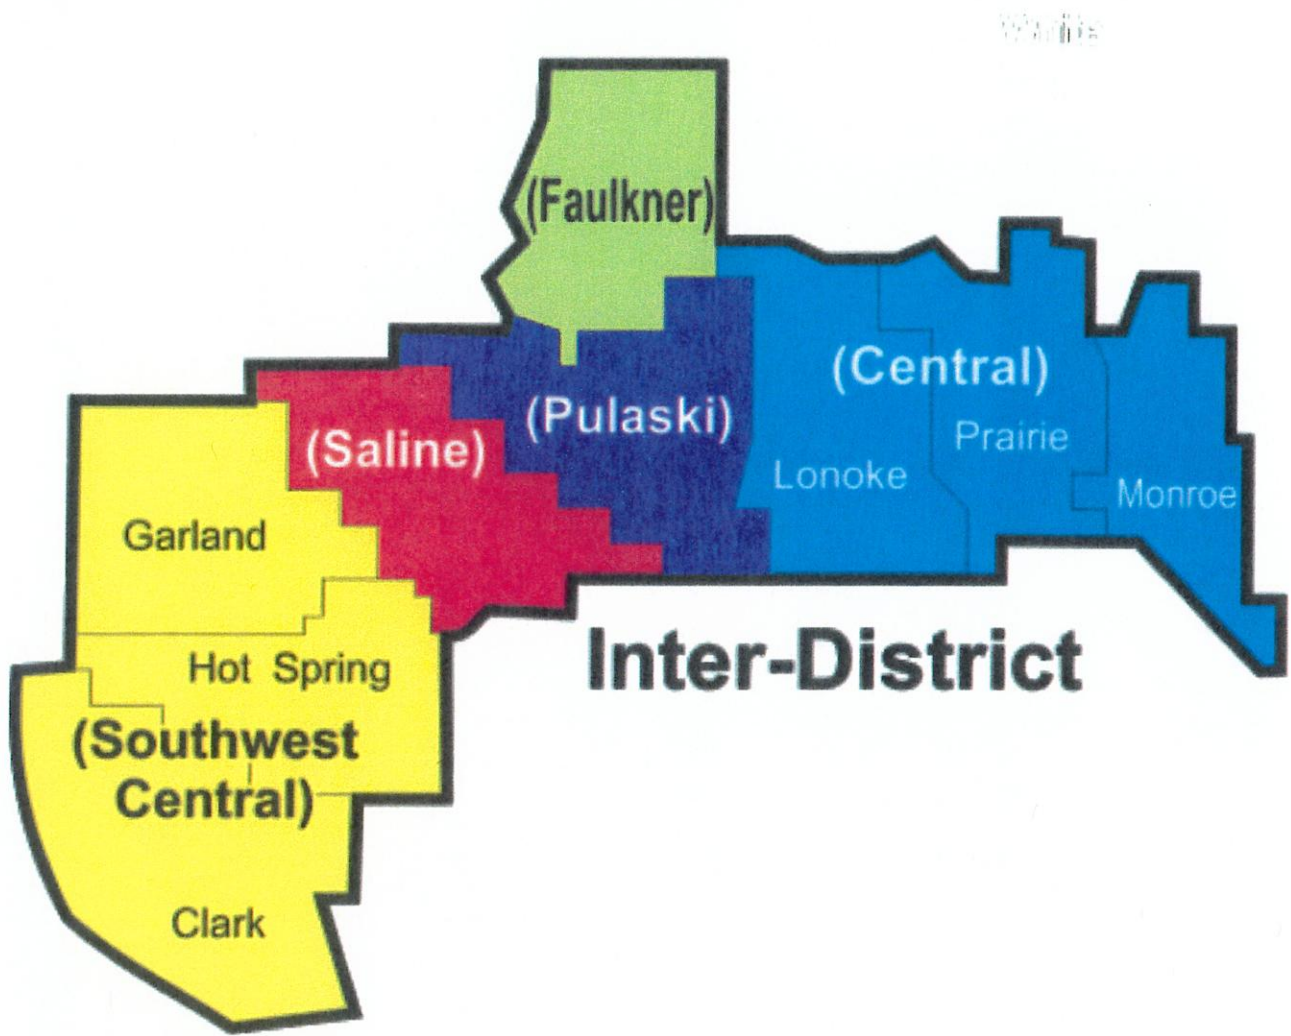 (Faulkner)
(Central)
(Pulaski)
(Saline)
Prairie
Lonoke
Monroe
Garland
Inter-District
Hot Spring
(Southwest
Central)
Clark